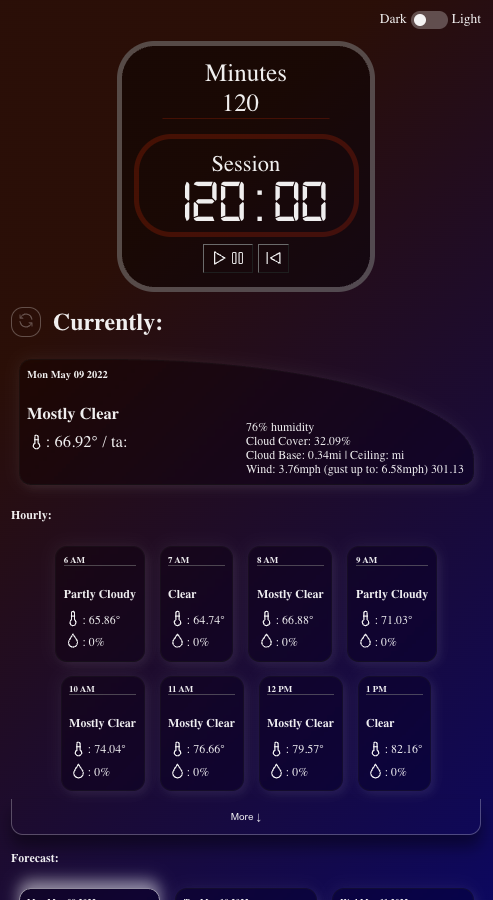 Dark Light
Minutes
120
Session
120:00
Currently:
Mon May 09 2022
Mostly Clear
: 66.92° / ta:
76% humidity
Cloud Cover: 32.09%
Cloud Base: 0.34mi | Ceiling: mi
Wind: 3.76mph (gust up to: 6.58mph) 301.13
Hourly:
6 AM
Partly Cloudy
: 65.86°
: 0%
7 AM
Clear
: 64.74°
: 0%
8 AM
Mostly Clear
: 66.88°
: 0%
9 AM
Partly Cloudy
: 71.03°
: 0%
10 AM
Mostly Clear
: 74.04°
: 0%
11 AM
Mostly Clear
: 76.66°
: 0%
12 PM
Mostly Clear
: 79.57°
: 0%
1 PM
Clear
: 82.16°
: 0%
More ↓
Forecast: